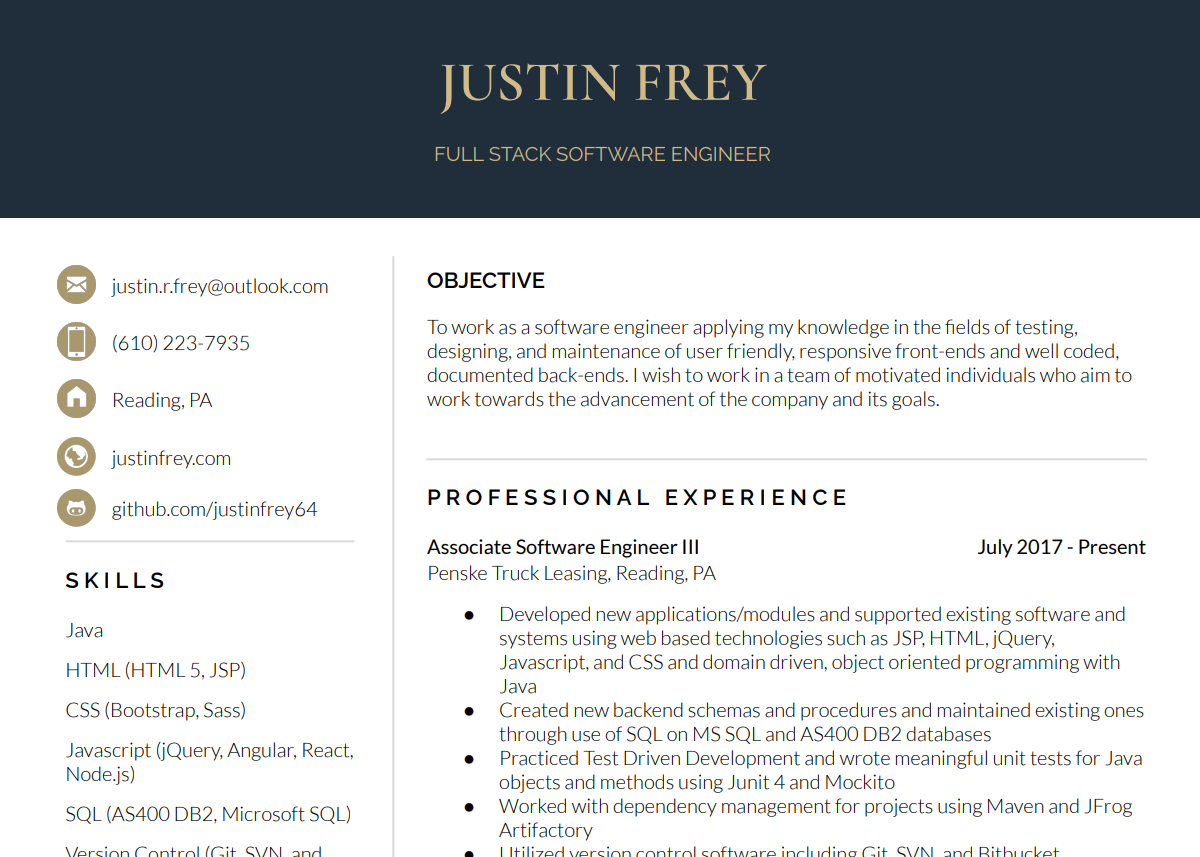 JUSTIN FREY
FULL STACK SOFTWARE ENGINEER
justin.r.frey@outlook.com
(610) 223-7935
Reading, PA
justinfrey.com
github.com/justinfrey64
SKILLS
Java
HTML (HTML 5, JSP)
CSS (Bootstrap, Sass)
Javascript (jQuery, Angular, React,
Node.js)
SQL (AS400 DB2, Microsoft SQL)
Version Control (Git, SVN, and
OBJECTIVE
To work as a software engineer applying my knowledge in the fields of testing,
designing, and maintenance of user friendly, responsive front-ends and well coded,
documented back-ends. I wish to work in a team of motivated individuals who aim to
work towards the advancement of the company and its goals.
PROFESSIONAL EXPERIENCE
Associate Software Engineer III July 2017 - Present
Penske Truck Leasing, Reading, PA
● Developed new applications/modules and supported existing software and
systems using web based technologies such as JSP, HTML, jQuery,
Javascript, and CSS and domain driven, object oriented programming with
Java
● Created new backend schemas and procedures and maintained existing ones
through use of SQL on MS SQL and AS400 DB2 databases
● Practiced Test Driven Development and wrote meaningful unit tests for Java
objects and methods using Junit 4 and Mockito
● Worked with dependency management for projects using Maven and JFrog
Artifactory
● Utilized version control software including Git, SVN, and Bitbucket